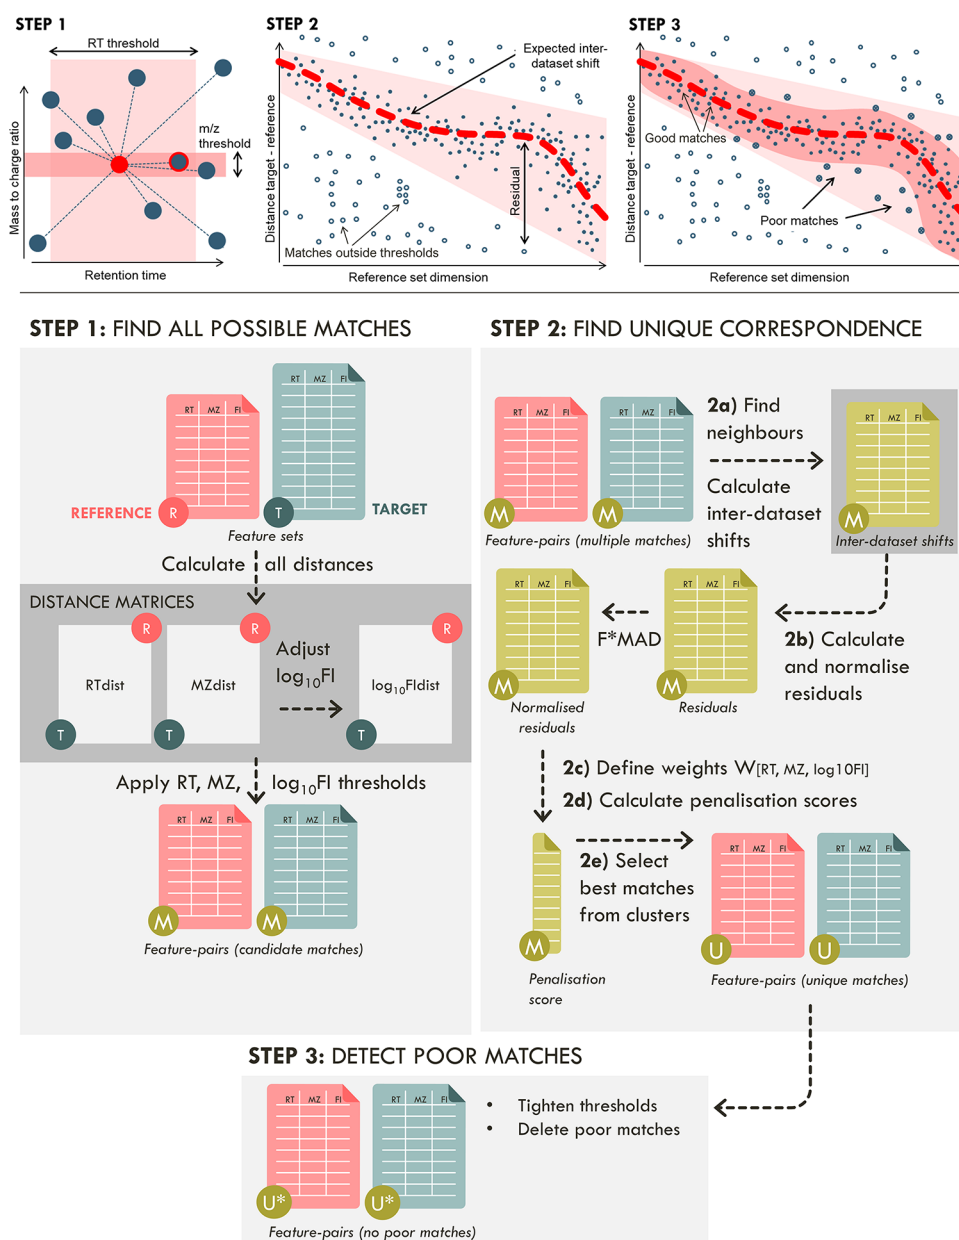 STEP 1
RT threshold
m/z
threshold
Mass to charge ratio
Retention time
STEP 2
Expected inter-
dataset shift
Distance target - reference
Residual
Matches outside thresholds
Reference set dimension
STEP 3
Distance target - reference
Good matches
Poor matches
Reference set dimension
STEP 1: FIND ALL POSSIBLE MATCHES
RT MZ FI
RT MZ FI
REFERENCE R
T TARGET
Feature sets
Calculate all distances
DISTANCE MATRICES
R
R
R
RTdist
MZdist
Adjust
log10FI
log10FIdist
T
T
T
Apply RT, MZ, log10FI thresholds
RT MZ FI
RT MZ FI
M
M
Feature-pairs (candidate matches)
STEP 2: FIND UNIQUE CORRESPONDENCE
RT MZ FI
RT MZ FI
M
M
Feature-pairs (multiple matches)
2a) Find
neighbours
Calculate
inter-dataset
shifts
RT MZ FI
M
Inter-dataset shifts
2b) Calculate
and normalise
residuals
RT MZ FI
M
Residuals
F*MAD
RT MZ FI
M
Normalised
residuals
2c) Define weights W[RT, MZ, log10FI]
2d) Calculate penalisation scores
M
Penalisation
score
2e) Select
best matches
from clusters
RT MZ FI
RT MZ FI
U
U
Feature-pairs (unique matches)
STEP 3: DETECT POOR MATCHES
RT MZ FI
RT MZ FI
U*
U*
Feature-pairs (no poor matches)
• Tighten thresholds
• Delete poor matches